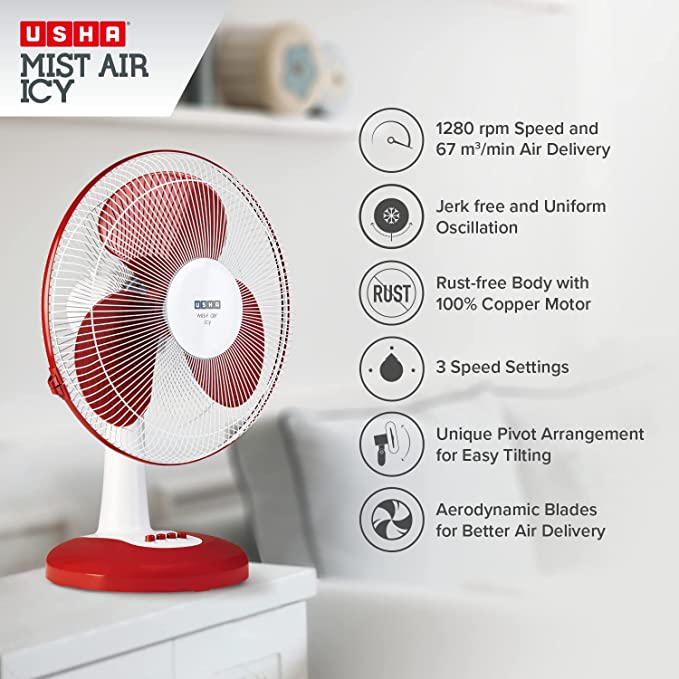 USHA
MIST AIR
ICY
1280 rpm Speed and
67 m³/min Air Delivery
Jerk free and Uniform
Oscillation
RUST
Rust-free Body with
100% Copper Motor
3 Speed Settings
Unique Pivot Arrangement
for Easy Tilting
Aerodynamic Blades
for Better Air Delivery
USHA
MIST AIR
ICY